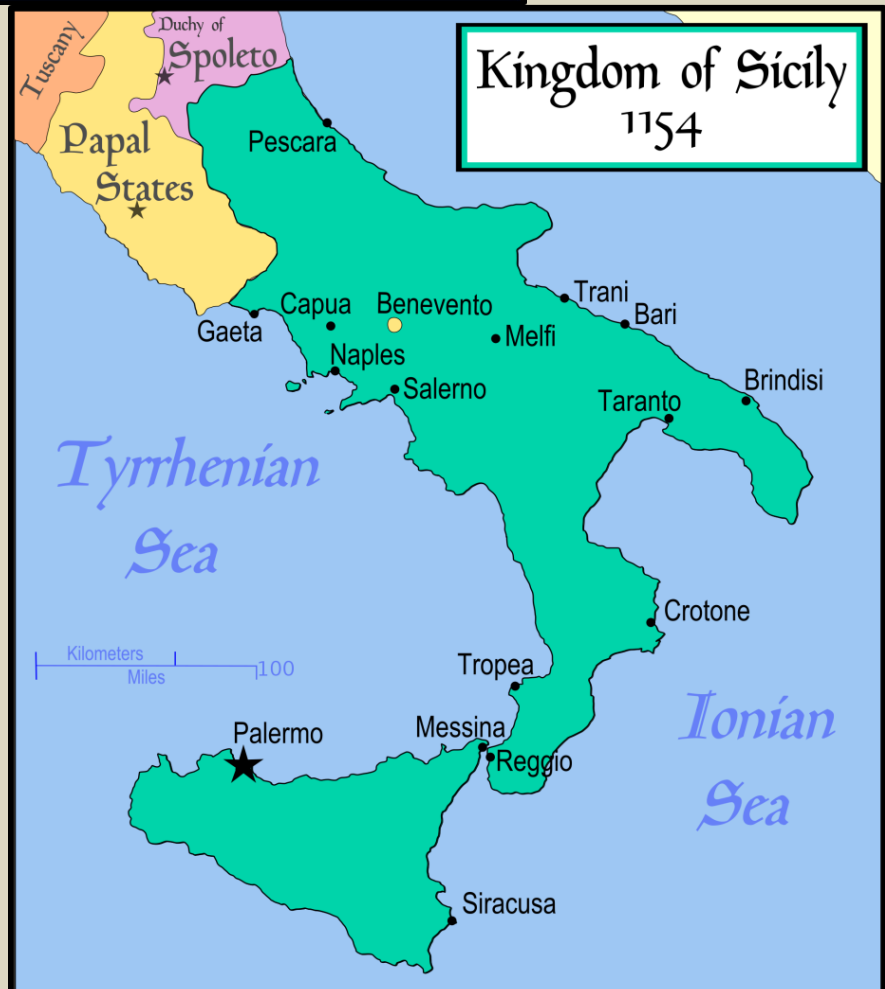 Kingdom of Sicily
1154
Tuscany
Duchy of
Spoleto
Papal
States
Pescara
Gaeta
Capua
Benevento
Naples
Salerno
Melfi
Trani
Bari
Brindisi
Taranto
Tyrrhenian
Sea
Kilometers
Miles
100
Crotone
Tropea
Ionian
Sea
Messina
Reggio
Palermo
Siracusa